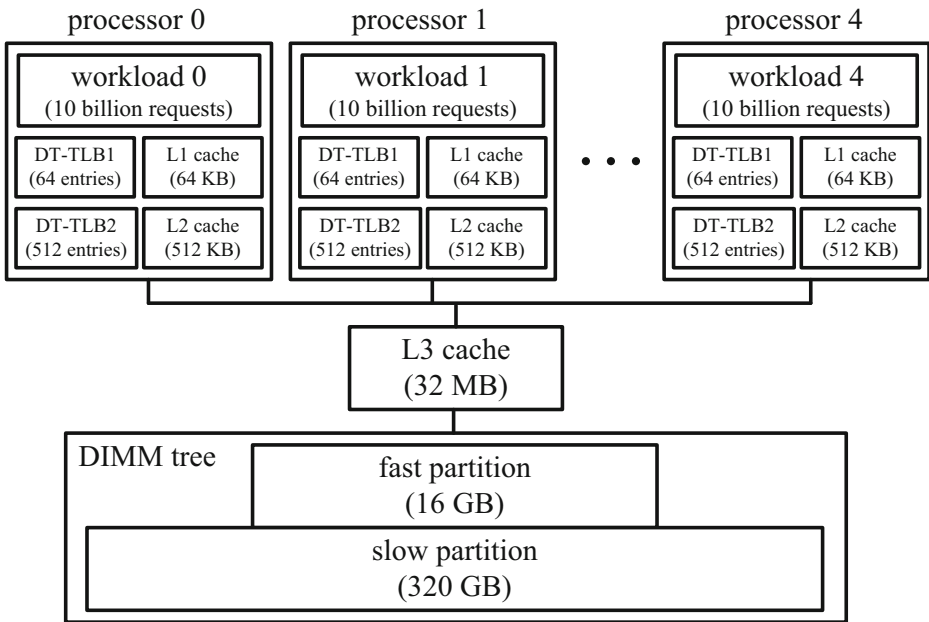 processor 0
processor 1
processor 4
workload 0
(10 billion requests)
workload 1
(10 billion requests)
workload 4
(10 billion requests)
DT-TLB1
(64 entries)
L1 cache
(64 KB)
DT-TLB1
(64 entries)
L1 cache
(64 KB)
• • •
DT-TLB1
(64 entries)
L1 cache
(64 KB)
DT-TLB2
(512 entries)
L2 cache
(512 KB)
DT-TLB2
(512 entries)
L2 cache
(512 KB)
DT-TLB2
(512 entries)
L2 cache
(512 KB)
L3 cache
(32 MB)
DIMM tree
fast partition
(16 GB)
slow partition
(320 GB)